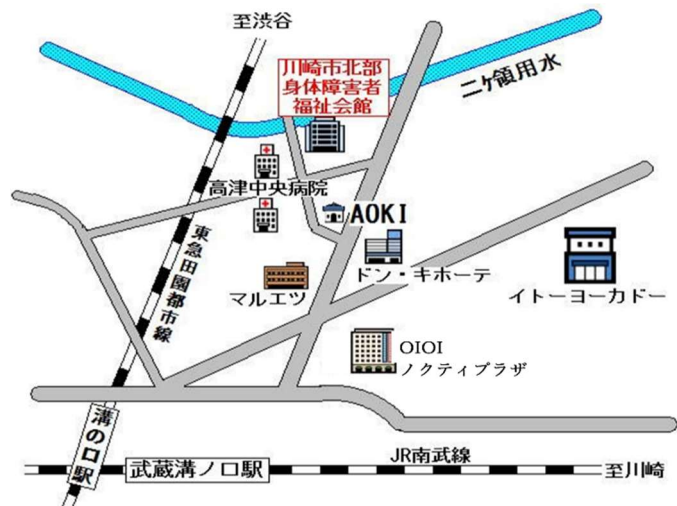 至渋谷
川崎市北部
身体障害者
福祉会館
二ケ領用水
高津中央病院
AOKI
東急田園都市線
ドン・キホーテ
マルエツ
イトーヨーカドー
OIOI
ノクティプラザ
溝の口駅
武蔵溝ノ口駅
JR南武線
至川崎